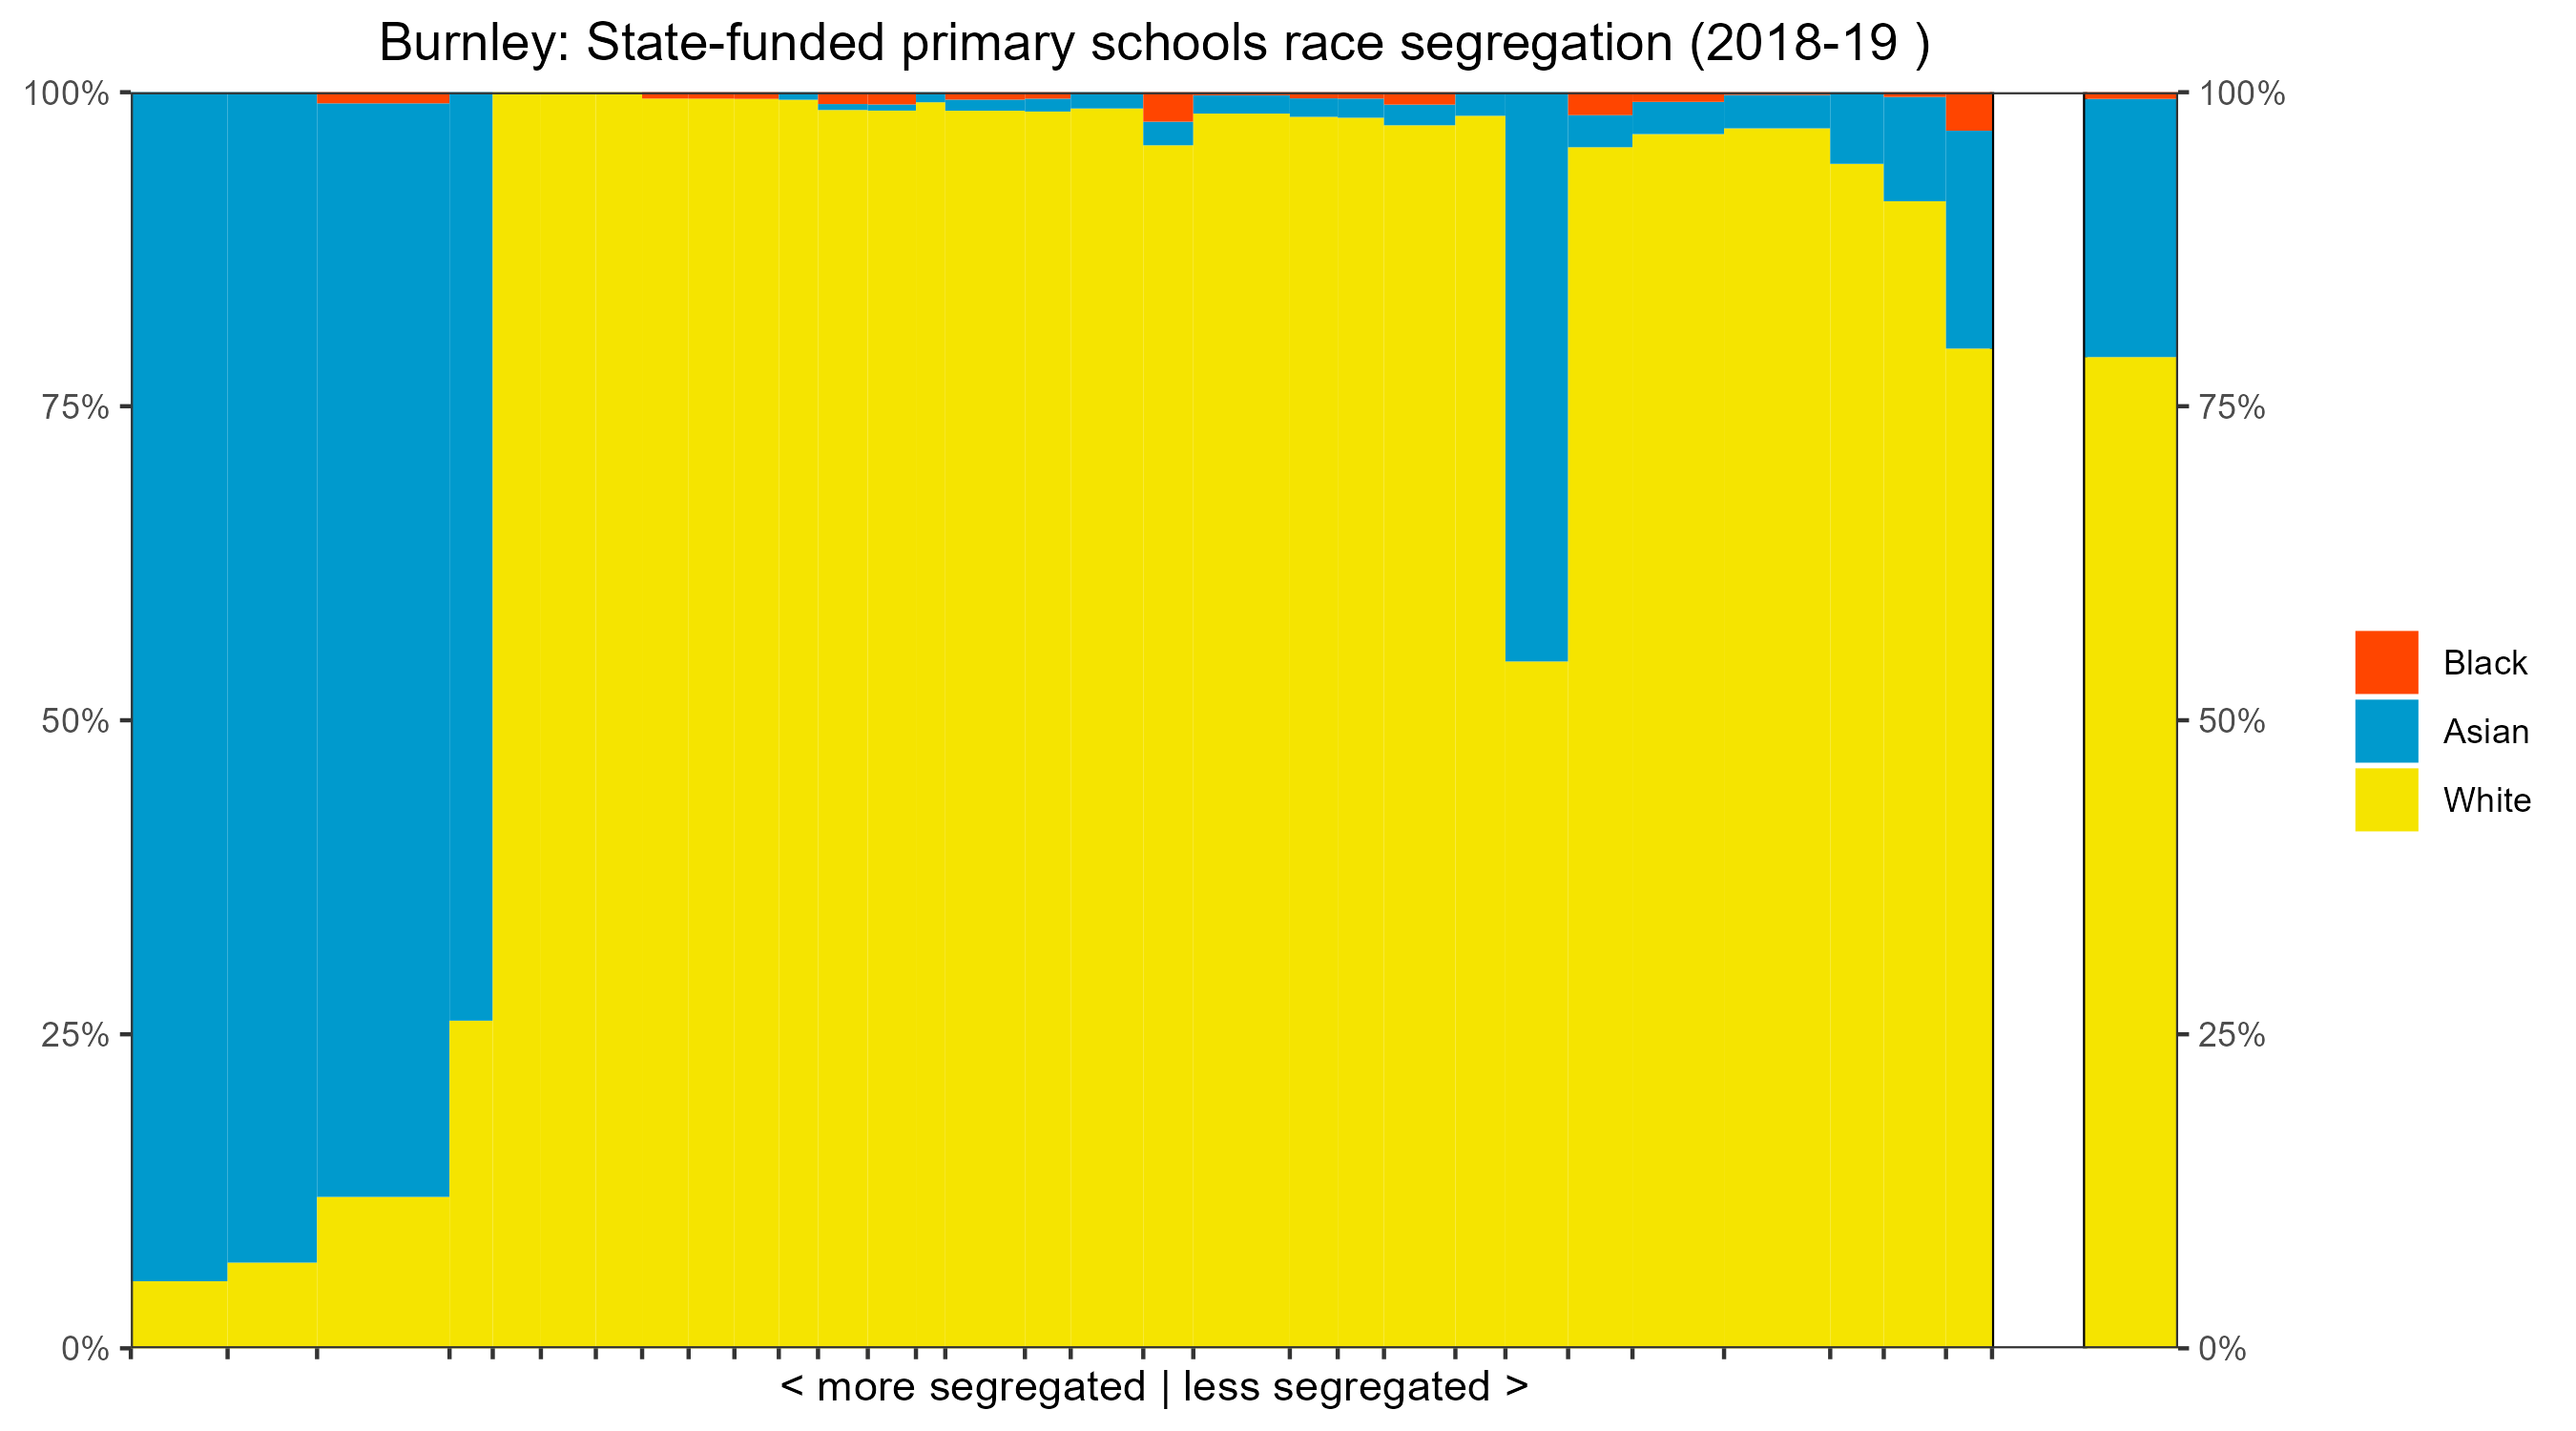 Burnley: State-funded primary schools race segregation (2018-19 )
100%
75%
50%
25%
0%
100%
75%
50%
25%
0%
Black
Asian
White
< more segregated | less segregated >